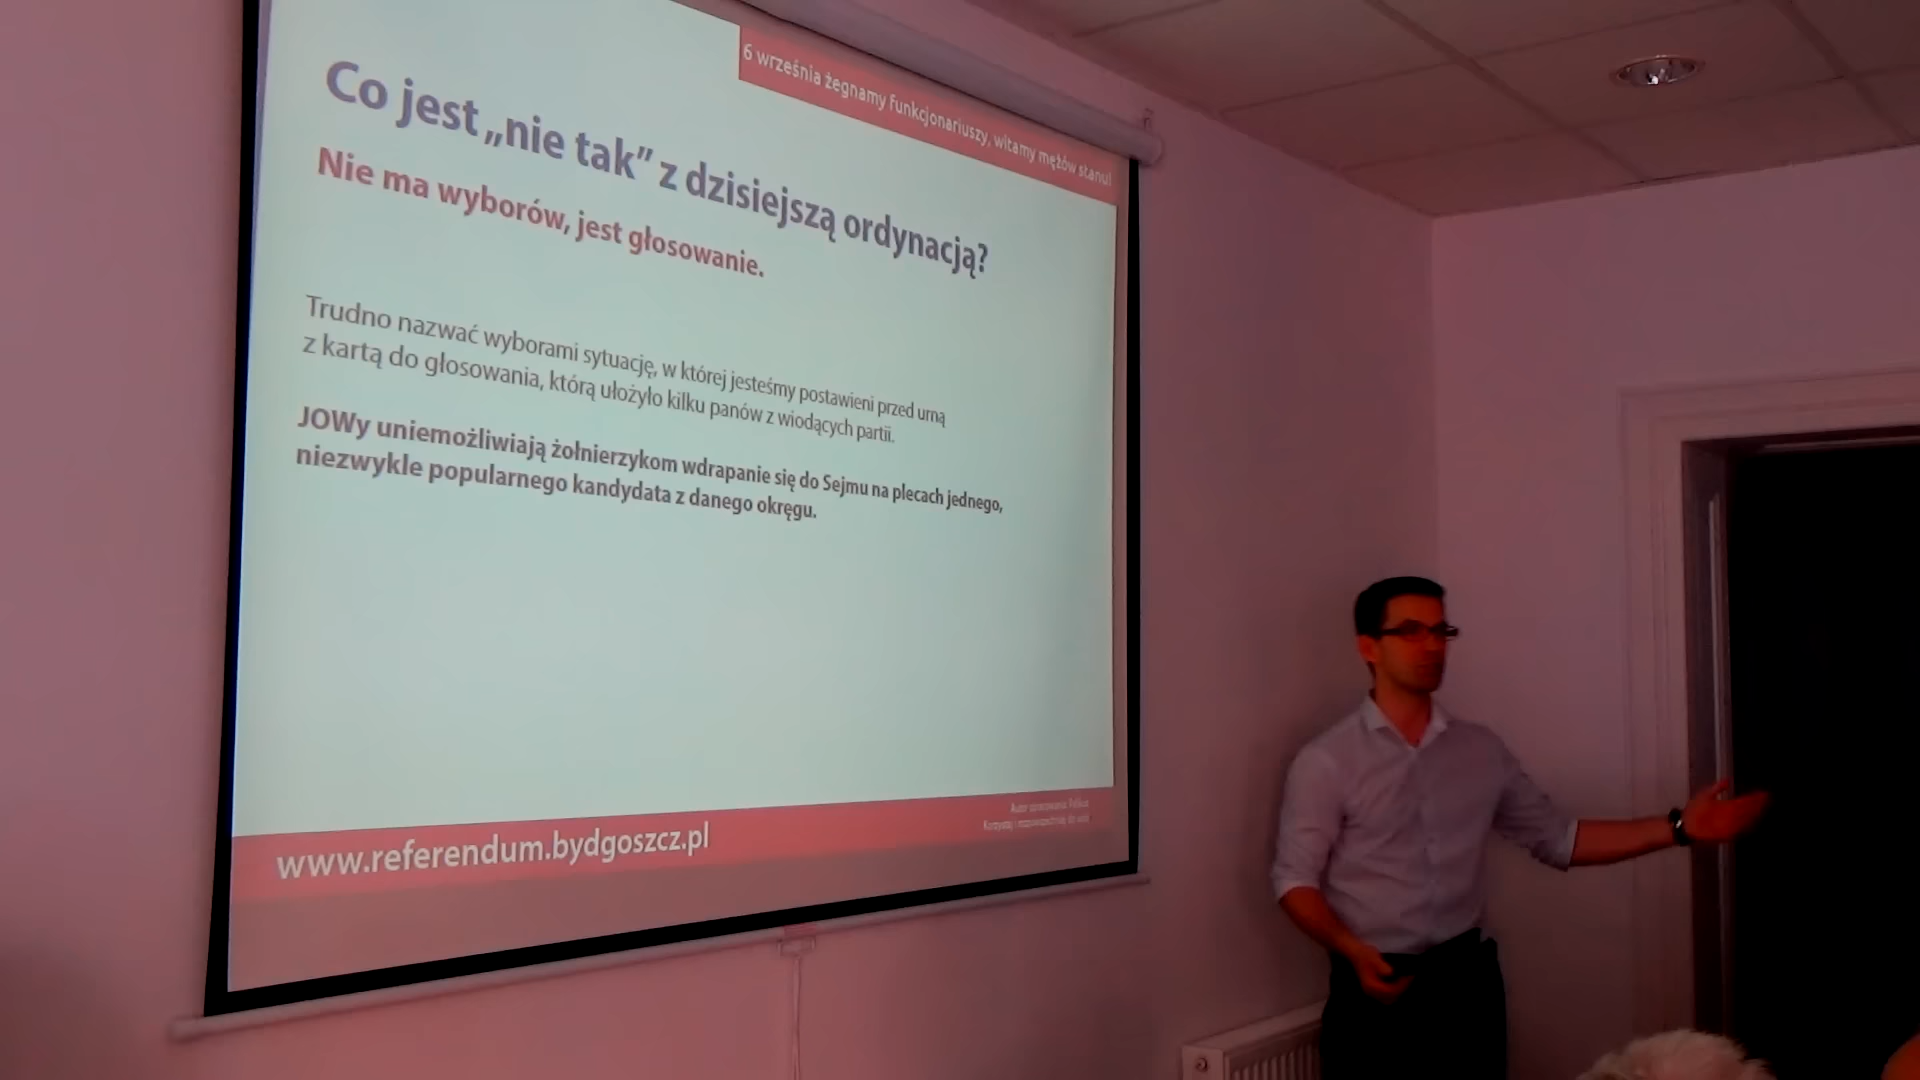 6 września żegnamy funkcjonariuszy, witamy mężów stanu!
Co jest „nie tak” z dzisiejszą ordynacją?
Nie ma wyborów, jest głosowanie.
Trudno nazwać wyborami sytuację, w której jesteśmy postawieni przed urną
z kartą do głosowania, którą ułożyło kilku panów z wiodących partii.
JOWy uniemożliwiają żołnierzykom wdrapanie się do Sejmu na plecach jednego,
niezwykle popularnego kandydata z danego okręgu.
www.referendum.bydgoszcz.pl